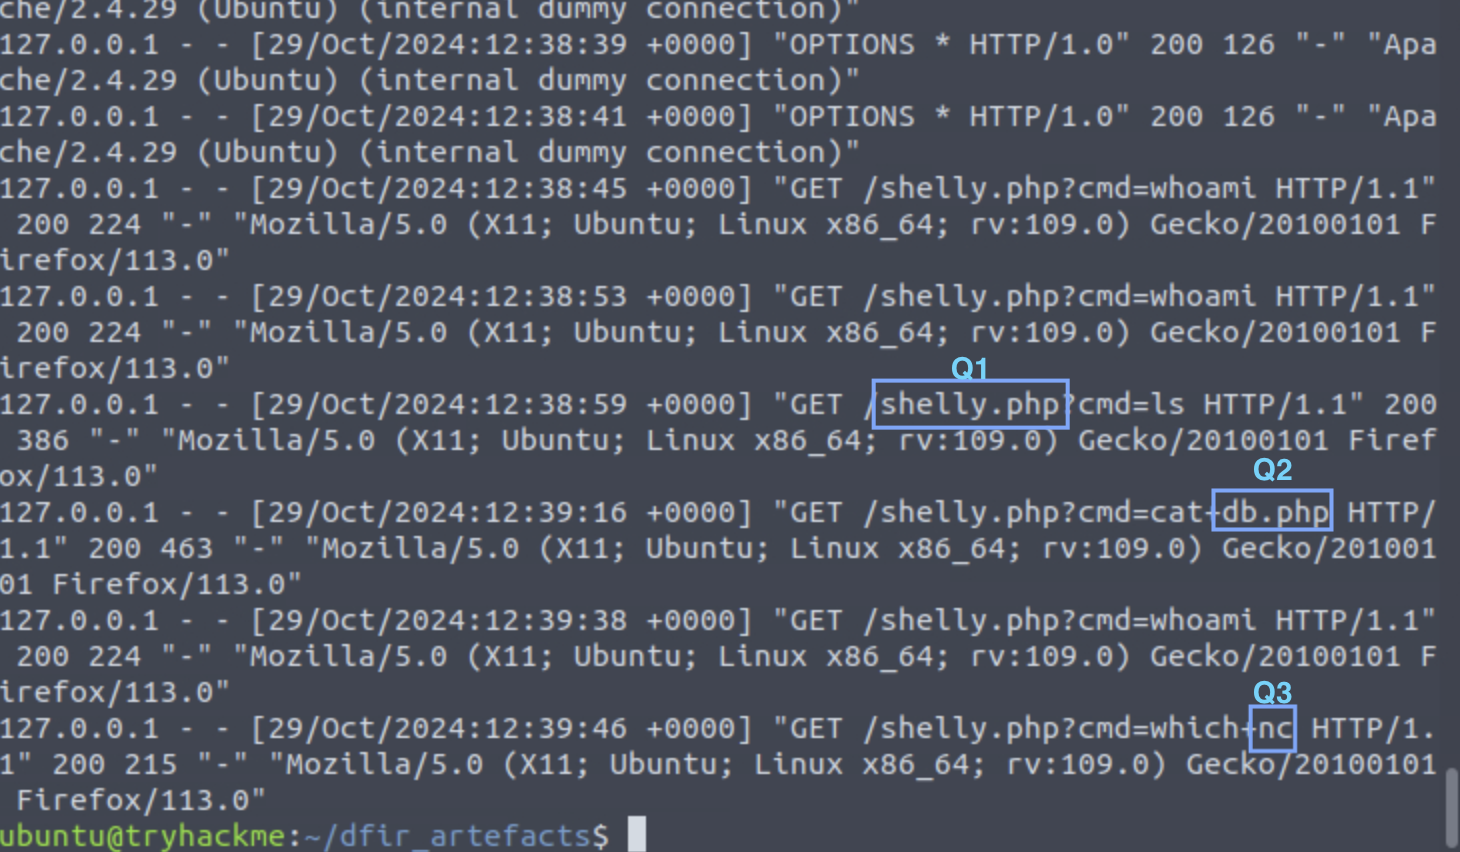 che/2.4.29 (Ubuntu) (internal dummy connection)"
127.0.0.1 - - [29/Oct/2024:12:38:39 +0000] "OPTIONS * HTTP/1.0" 200 126 "-" "Apa
che/2.4.29 (Ubuntu) (internal dummy connection)"
127.0.0.1 - - [29/Oct/2024:12:38:41 +0000] "OPTIONS * HTTP/1.0" 200 126 "-" "Apa
che/2.4.29 (Ubuntu) (internal dummy connection)"
127.0.0.1 - - [29/Oct/2024:12:38:45 +0000] "GET /shelly.php?cmd=whoami HTTP/1.1"
 200 224 "-" "Mozilla/5.0 (X11; Ubuntu; Linux x86_64; rv:109.0) Gecko/20100101 F
irefox/113.0"
127.0.0.1 - - [29/Oct/2024:12:38:53 +0000] "GET /shelly.php?cmd=whoami HTTP/1.1"
 200 224 "-" "Mozilla/5.0 (X11; Ubuntu; Linux x86_64; rv:109.0) Gecko/20100101 F
irefox/113.0"
Q1
127.0.0.1 - - [29/Oct/2024:12:38:59 +0000] "GET /shelly.php?cmd=ls HTTP/1.1" 200
 386 "-" "Mozilla/5.0 (X11; Ubuntu; Linux x86_64; rv:109.0) Gecko/20100101 Firef
ox/113.0"
Q2
127.0.0.1 - - [29/Oct/2024:12:39:16 +0000] "GET /shelly.php?cmd=cat+db.php HTTP/
1.1" 200 463 "-" "Mozilla/5.0 (X11; Ubuntu; Linux x86_64; rv:109.0) Gecko/201001
01 Firefox/113.0"
127.0.0.1 - - [29/Oct/2024:12:39:38 +0000] "GET /shelly.php?cmd=whoami HTTP/1.1"
 200 224 "-" "Mozilla/5.0 (X11; Ubuntu; Linux x86_64; rv:109.0) Gecko/20100101 F
irefox/113.0"
Q3
127.0.0.1 - - [29/Oct/2024:12:39:46 +0000] "GET /shelly.php?cmd=which+nc HTTP/1.
1" 200 215 "-" "Mozilla/5.0 (X11; Ubuntu; Linux x86_64; rv:109.0) Gecko/20100101
 Firefox/113.0"
ubuntu@tryhackme:~/dfir_artefacts$